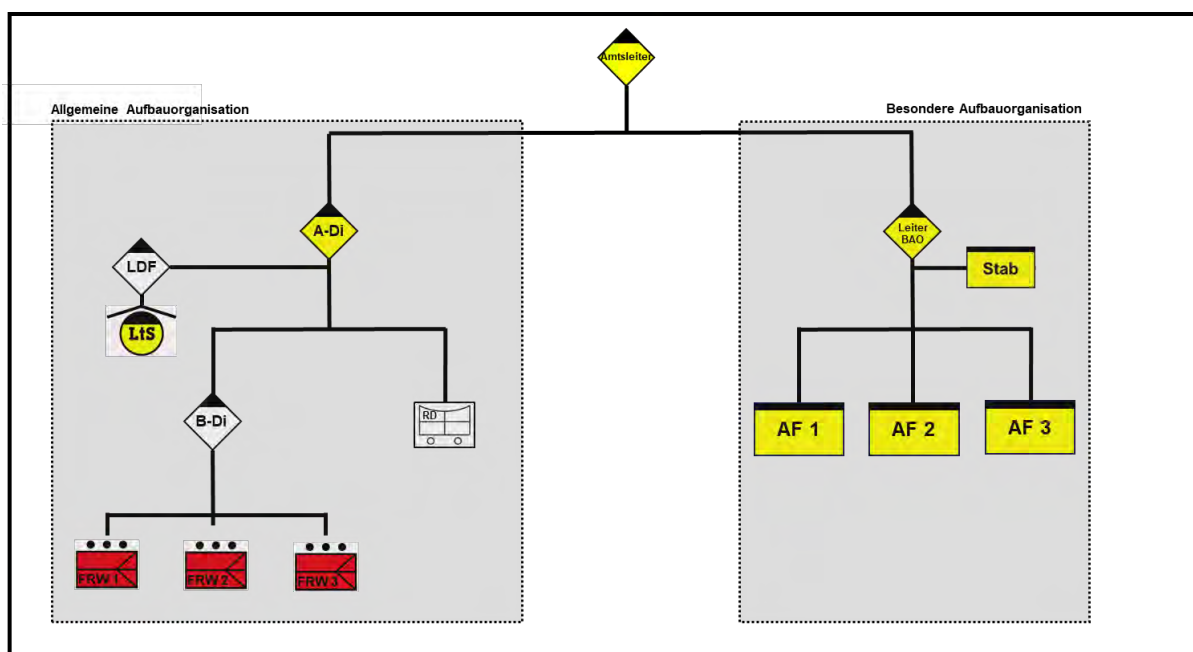 Amtsleiter
Allgemeine Aufbauorganisation
Besondere Aufbauorganisation
A-Di
Leiter
BAO
LDF
Stab
LtS
B-Di
RD
AF 1
AF 2
AF 3
FRW 1
FRW 2
FRW 3